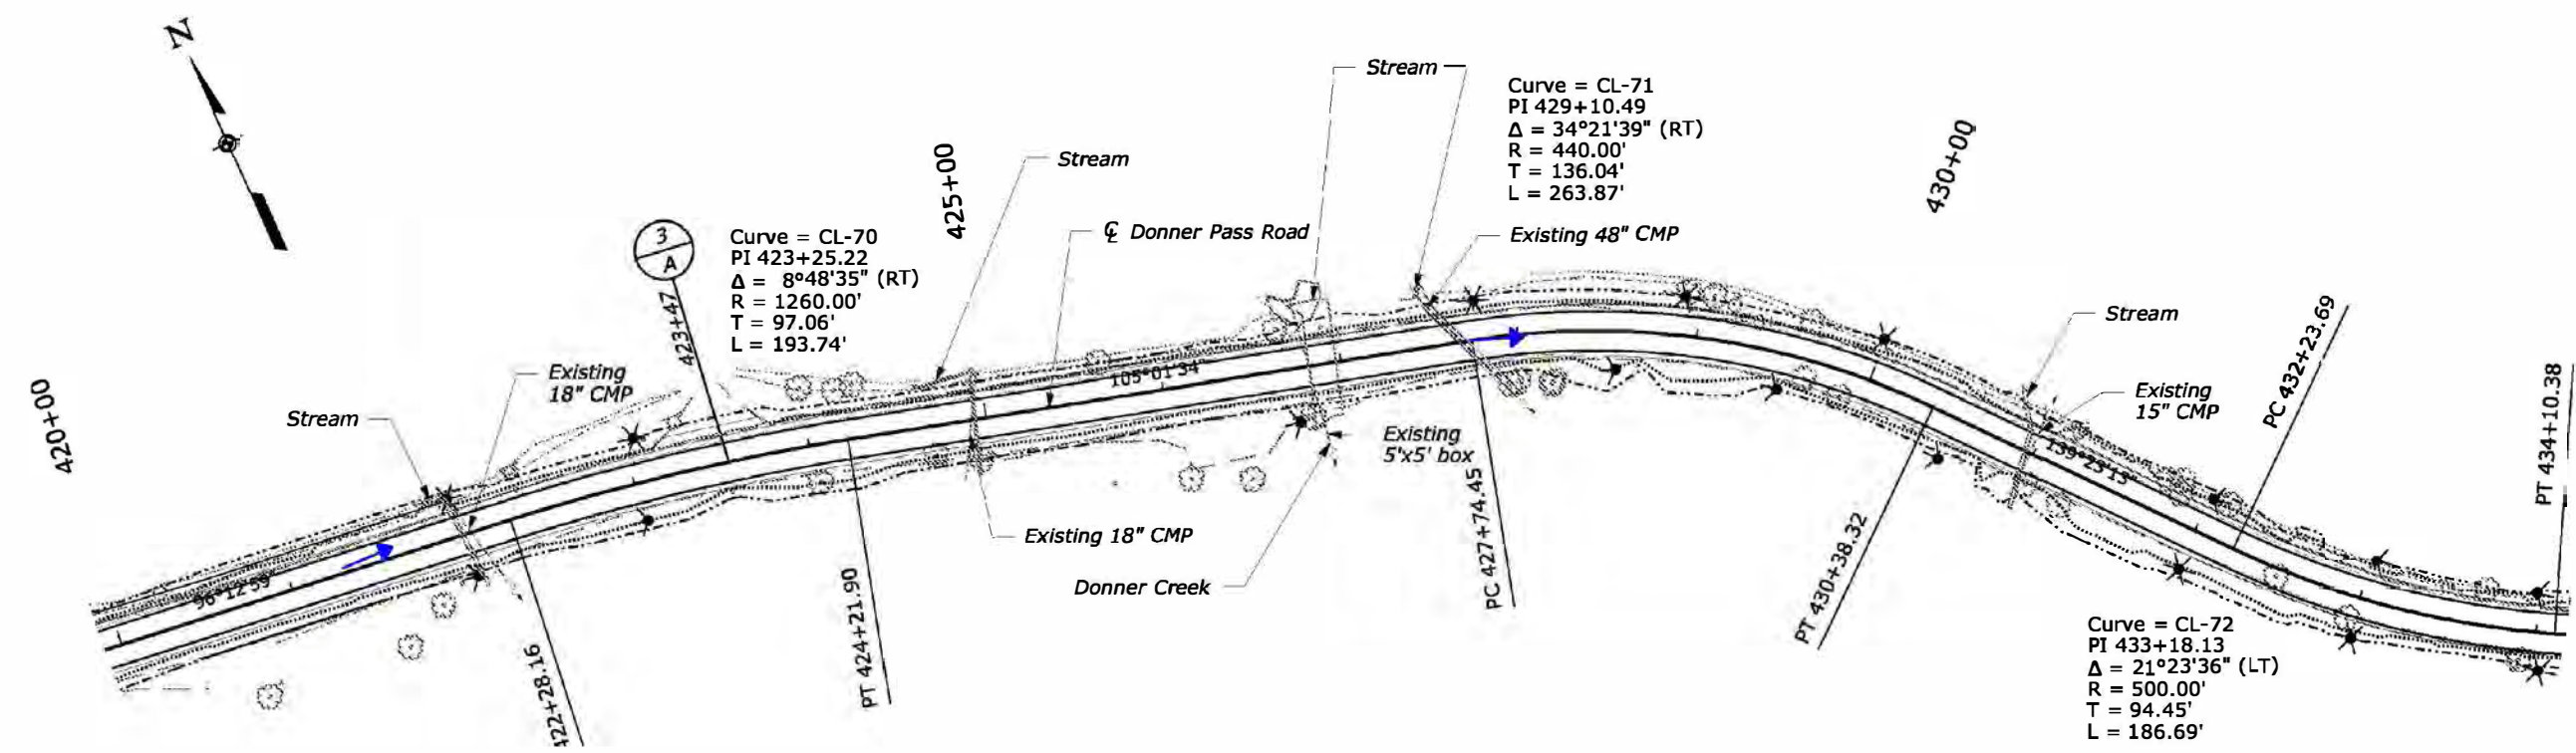 N
420+00
Stream
Existing
18" CMP
96°12'59"
422+28.16
3
A
423+47
Curve = CL-70
PI 423+25.22
Δ = 8°48'35" (RT)
R = 1260.00'
T = 97.06'
L = 193.74'
PT 424+21.90
425+00
Stream
℄ Donner Pass Road
105°01'34"
Existing 18" CMP
Stream
Existing
5'x5' box
Donner Creek
Curve = CL-71
PI 429+10.49
Δ = 34°21'39" (RT)
R = 440.00'
T = 136.04'
L = 263.87'
Existing 48" CMP
PC 427+74.45
430+00
PT 430+38.32
Stream
Existing
15" CMP
139°23'13"
PC 432+23.69
Curve = CL-72
PI 433+18.13
Δ = 21°23'36" (LT)
R = 500.00'
T = 94.45'
L = 186.69'
PT 434+10.38